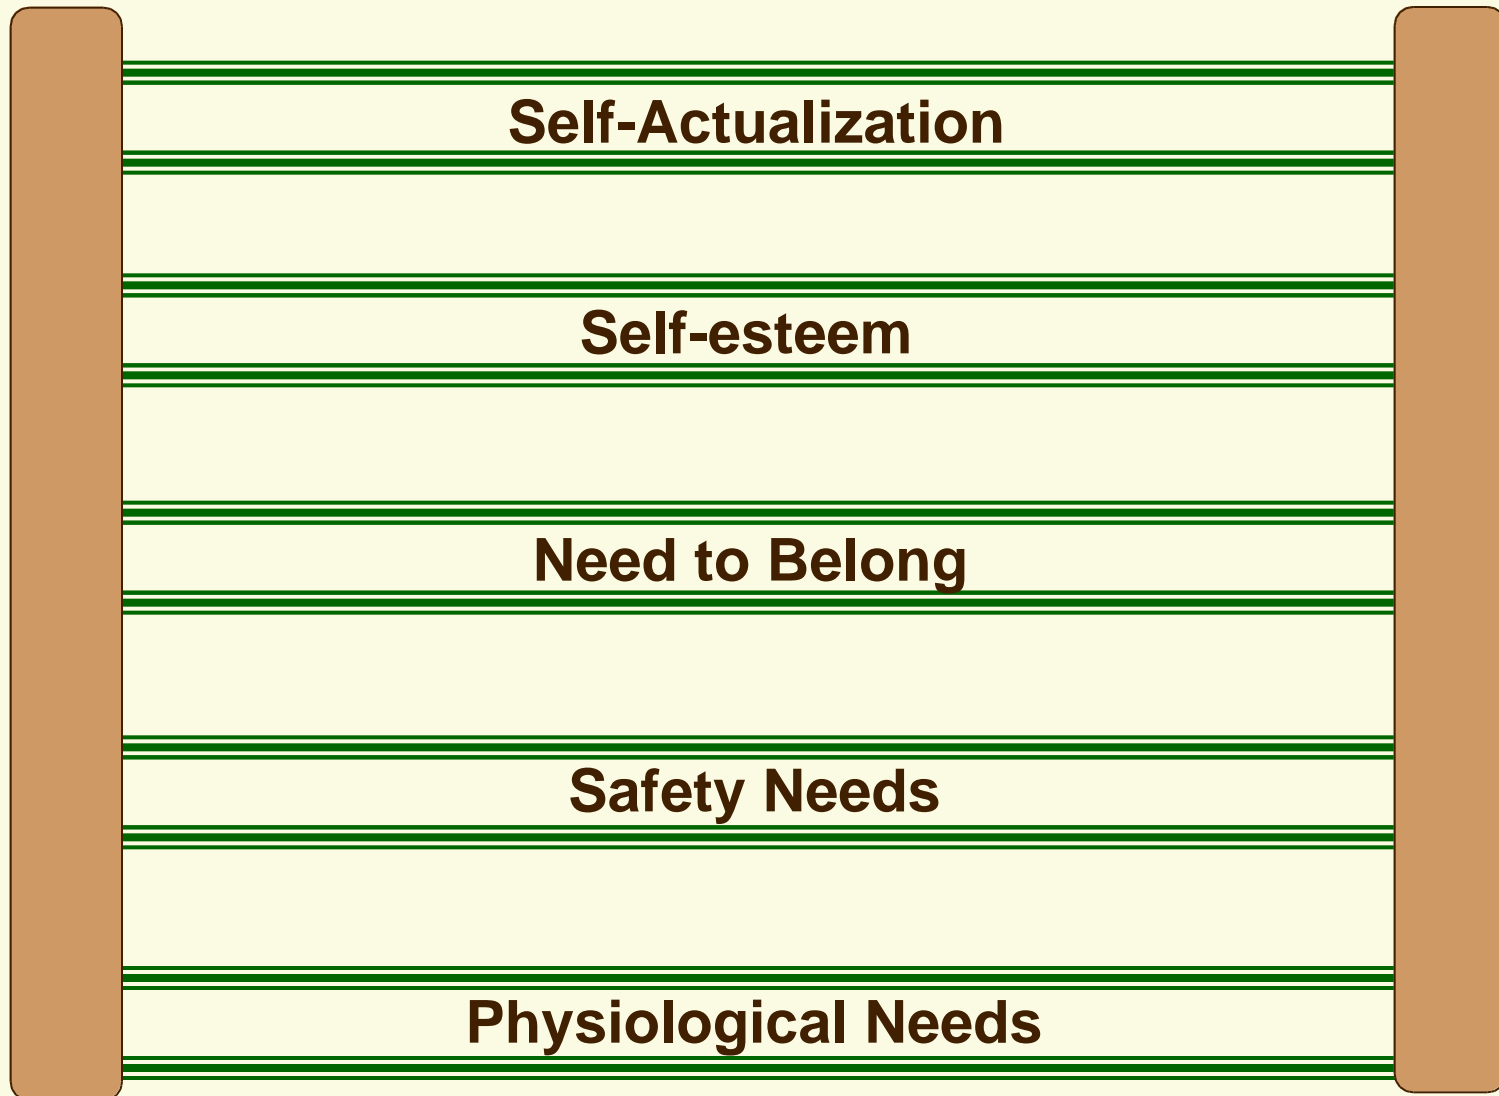 Self-Actualization
Self-esteem
Need to Belong
Safety Needs
Physiological Needs